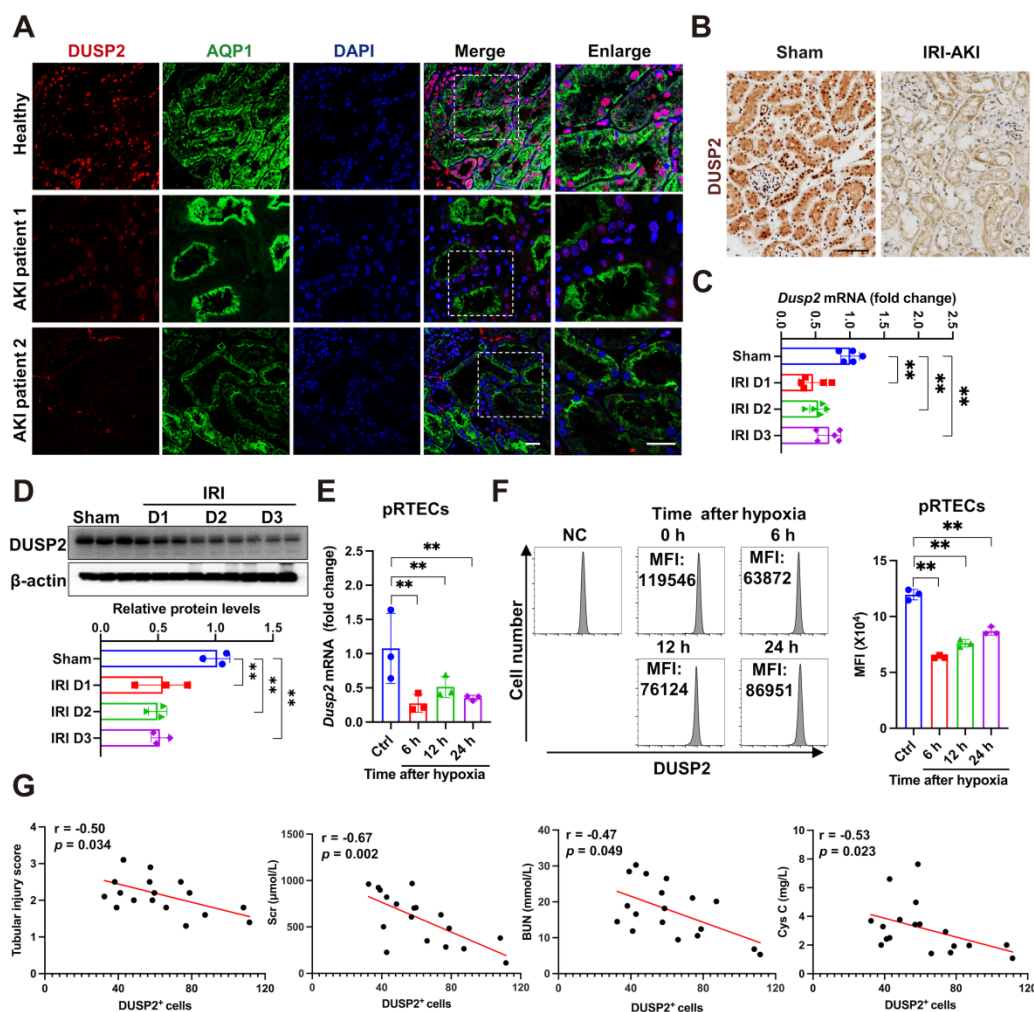 A
DUSP2 AQP1 DAPI Merge Enlarge
Healthy
AKI patient 1
AKI patient 2
B
Sham IRI-AKI
DUSP2
C
Dusp2 mRNA (fold change)
0.0 0.5 1.0 1.5 2.0 2.5
Sham
IRI D1
IRI D2
IRI D3
** ** **
D
IRI
Sham D1 D2 D3
DUSP2
β-actin
Relative protein levels
0.0 0.5 1.0 1.5
Sham
IRI D1
IRI D2
IRI D3
** ** **
E
pRTECs
Dusp2 mRNA (fold change)
2.5
2.0
1.5
1.0
0.5
0.0
**
**
**
Ctrl 6 h 12 h 24 h
Time after hypoxia
F
Time after hypoxia
NC 0 h 6 h
MFI: 119546
MFI: 63872
12 h 24 h
MFI: 76124
MFI: 86951
Cell number
DUSP2
pRTECs
MFI (X10⁴)
15
10
5
0
**
**
**
Ctrl 6 h 12 h 24 h
Time after hypoxia
G
r = -0.50
p = 0.034
Tubular injury score
4
3
2
1
0
0 40 80 120
DUSP2⁺ cells
r = -0.67
p = 0.002
Scr (μmol/L)
1500
1000
500
0
0 40 80 120
DUSP2⁺ cells
r = -0.47
p = 0.049
BUN (mmol/L)
40
30
20
10
0
0 40 80 120
DUSP2⁺ cells
r = -0.53
p = 0.023
Cys C (mg/L)
10
8
6
4
2
0
0 40 80 120
DUSP2⁺ cells